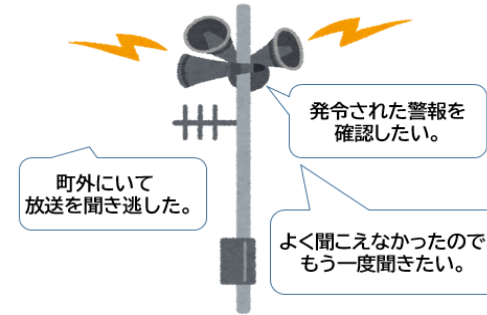 発令された警報を
確認したい。
町外にいて
放送を聞き逃した。
よく聞こえなかったので
もう一度聞きたい。